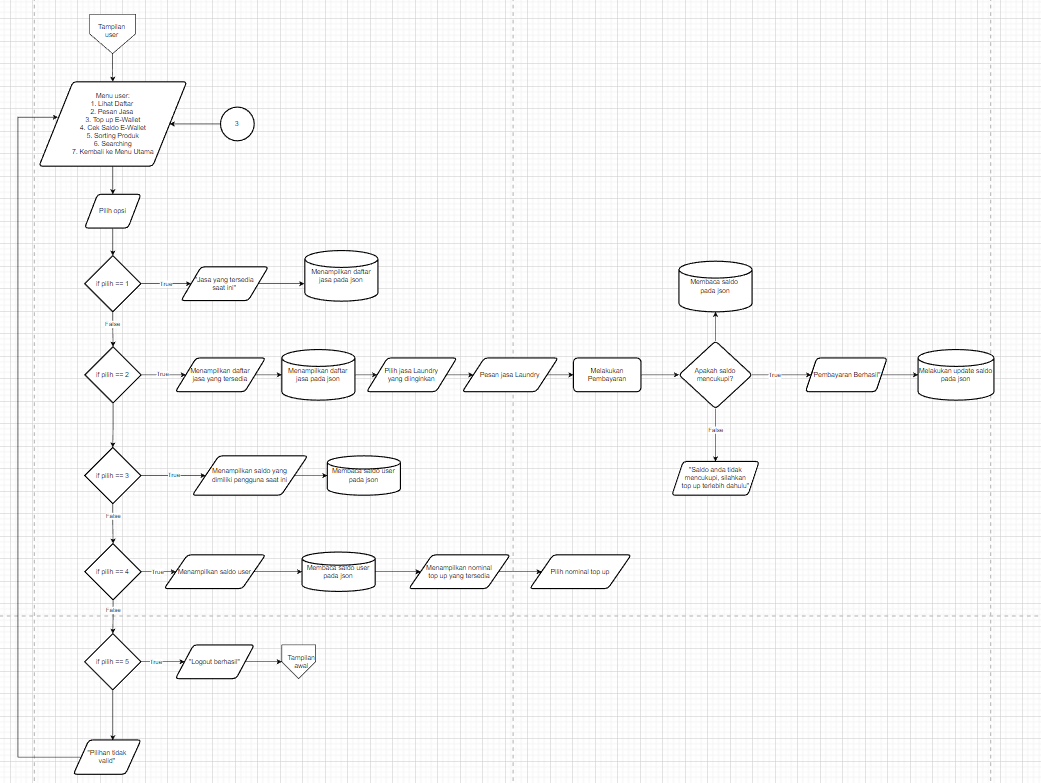 Tampilan
user
Menu user:
1. Lihat Daftar
2. Pesan Jasa
3. Top up E-Wallet
4. Cek Saldo E-Wallet
5. Sorting Produk
6. Searching
7. Kembali ke Menu Utama
3
Pilih opsi
if pilih == 1
True
"Jasa yang tersedia
saat ini"
Menampilkan daftar
jasa pada json
False
if pilih == 2
True
Menampilkan daftar
jasa yang tersedia
Menampilkan daftar
jasa pada json
Pilih jasa Laundry
yang diinginkan
Pesan jasa Laundry
Melakukan
Pembayaran
Apakah saldo
mencukupi?
Membaca saldo
pada json
True
"Pembayaran Berhasil"
Melakukan update saldo
pada json
False
"Saldo anda tidak
mencukupi, silahkan
top up terlebih dahulu"
if pilih == 3
True
Menampilkan saldo yang
dimiliki pengguna saat ini
Membaca saldo user
pada json
False
if pilih == 4
True
Menampilkan saldo user
Membaca saldo user
pada json
Menampilkan nominal
top up yang tersedia
Pilih nominal top up
False
if pilih == 5
True
"Logout berhasil"
Tampilan
awal
"Pilihan tidak
valid"